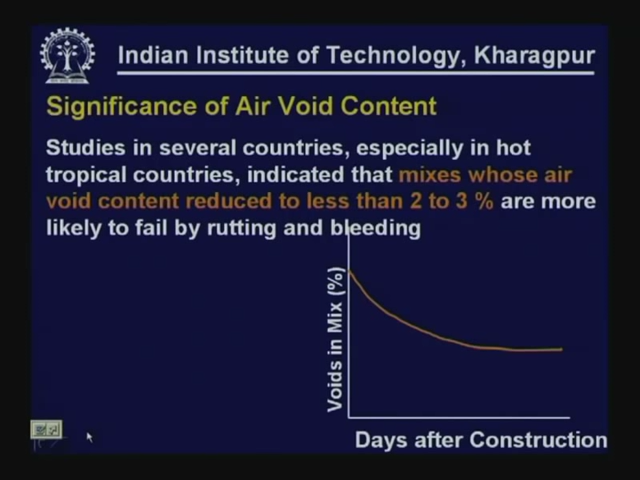 Indian Institute of Technology, Kharagpur
Significance of Air Void Content
Studies in several countries, especially in hot
tropical countries, indicated that mixes whose air
void content reduced to less than 2 to 3 % are more
likely to fail by rutting and bleeding
Voids in Mix (%)
Days after Construction